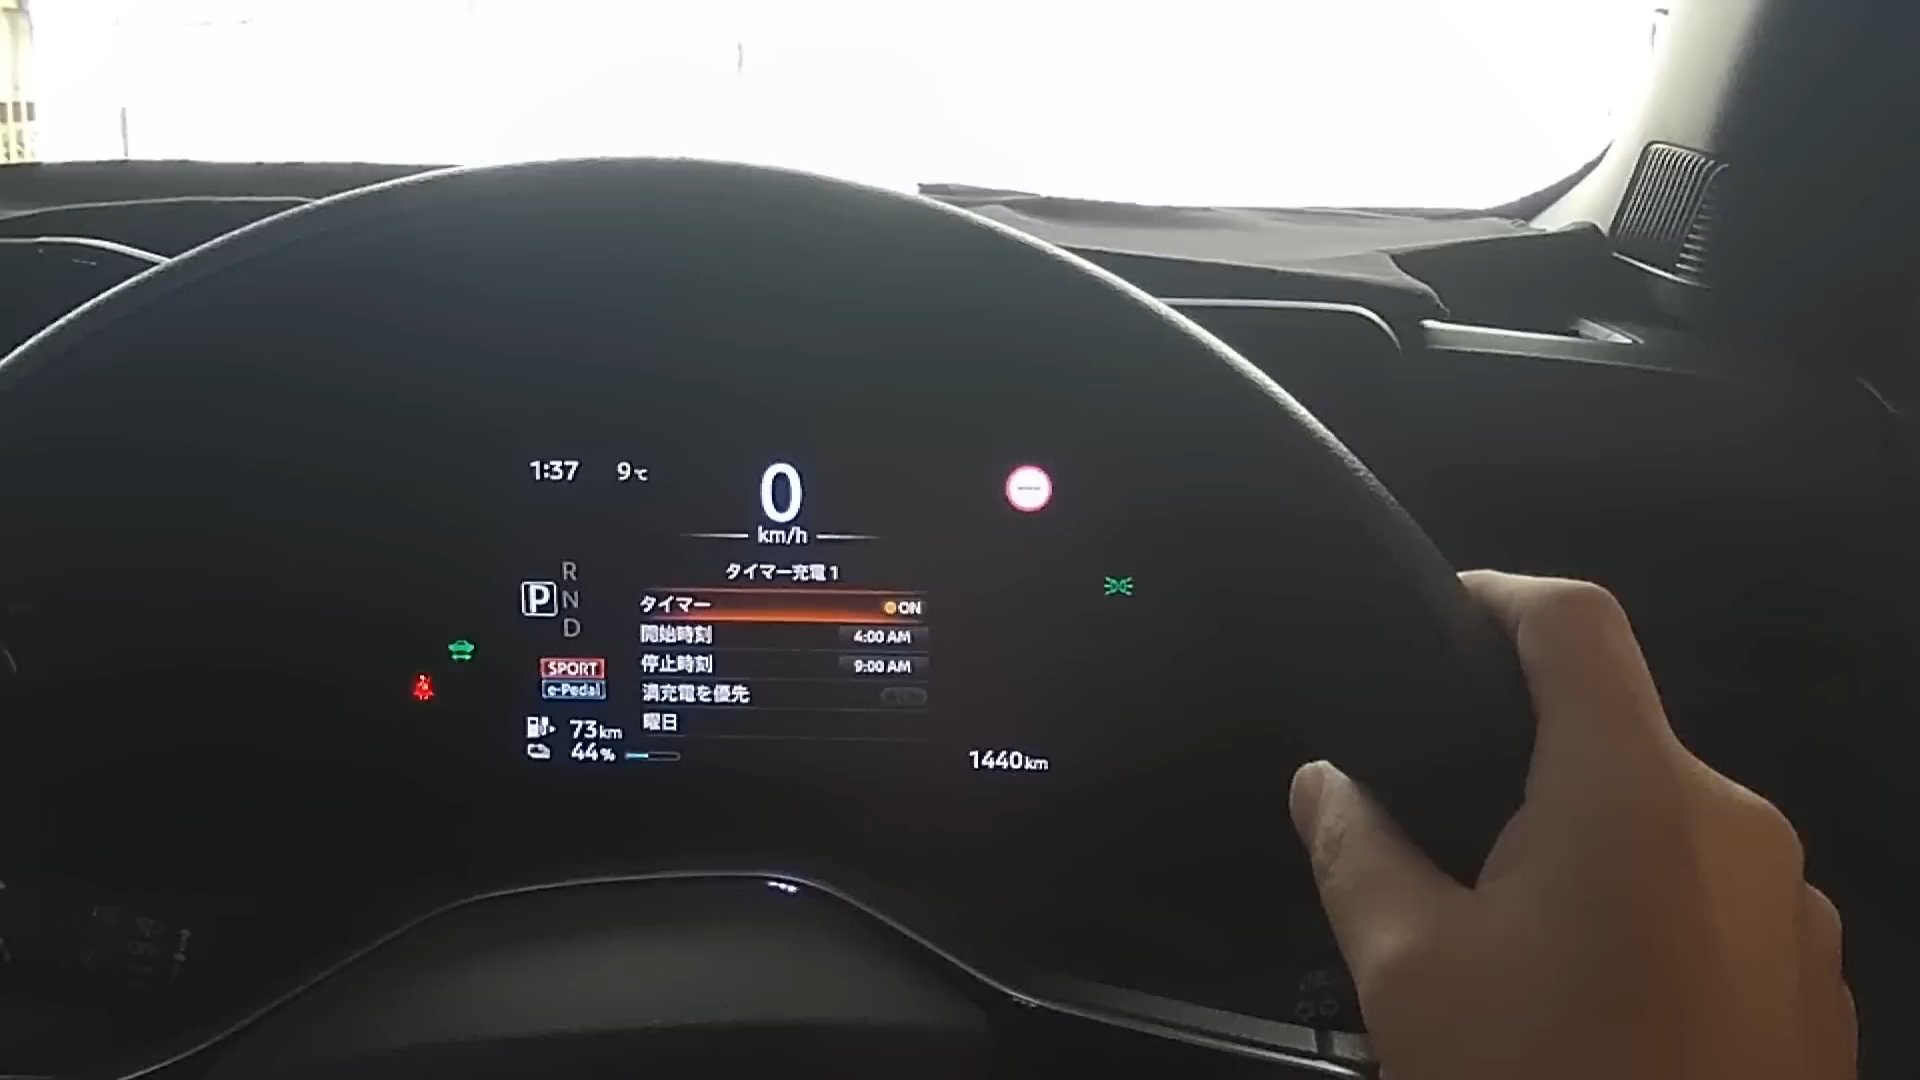 1:37 9℃
0
km/h
タイマー充電 1
R
P N
D
タイマー ON
開始時刻 4:00 AM
停止時刻 9:00 AM
満充電を優先
曜日
SPORT
e-Pedal
73km
44%
1440km